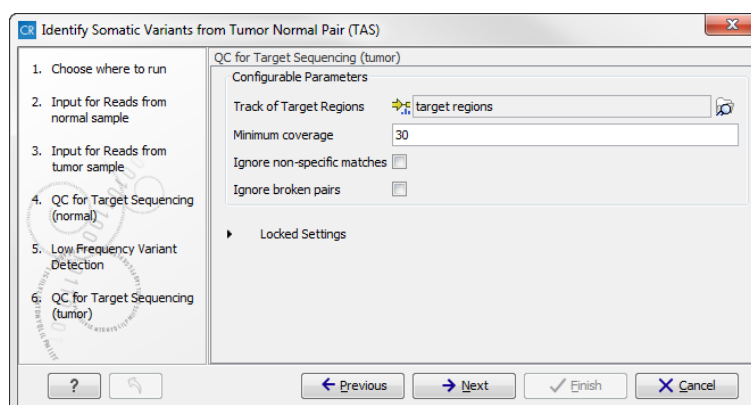 CR Identify Somatic Variants from Tumor Normal Pair (TAS)
1. Choose where to run
2. Input for Reads from
normal sample
3. Input for Reads from
tumor sample
4. QC for Target Sequencing
(normal)
5. Low Frequency Variant
Detection
6. QC for Target Sequencing
(tumor)
QC for Target Sequencing (tumor)
Configurable Parameters
Track of Target Regions target regions
Minimum coverage 30
Ignore non-specific matches
Ignore broken pairs
Locked Settings
? Previous Next Finish Cancel